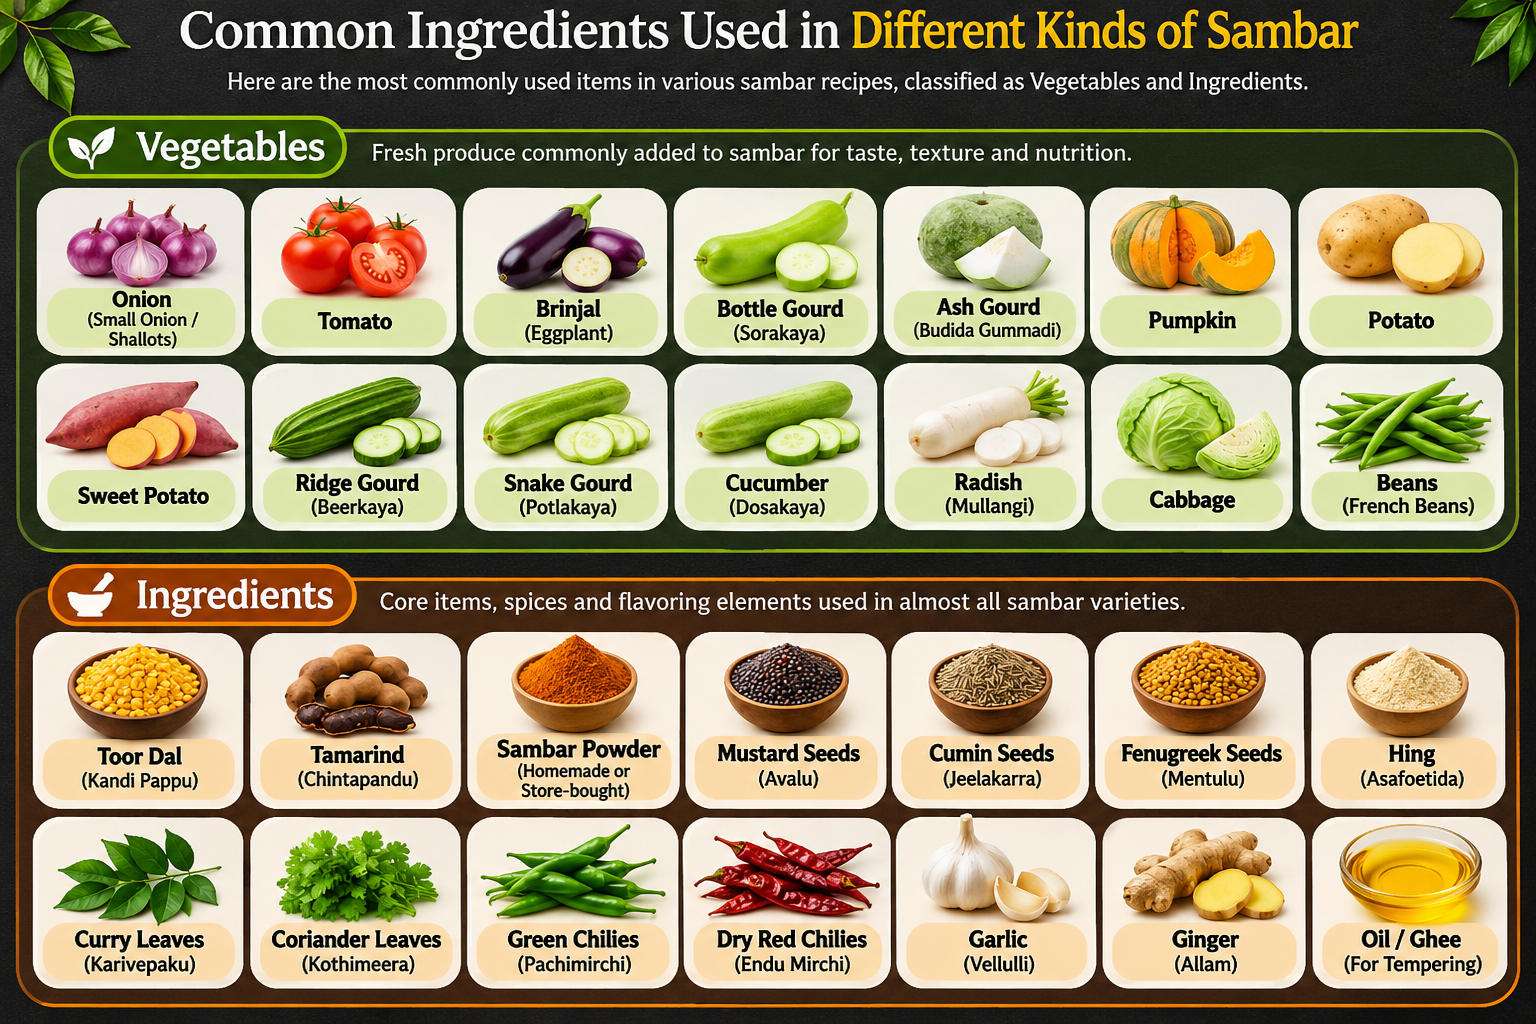 Common Ingredients Used in Different Kinds of Sambar
Here are the most commonly used items in various sambar recipes, classified as Vegetables and Ingredients.
Vegetables
Fresh produce commonly added to sambar for taste, texture and nutrition.
Onion
(Small Onion /
Shallots)
Tomato
Brinjal
(Eggplant)
Bottle Gourd
(Sorakaya)
Ash Gourd
(Budida Gummadi)
Pumpkin
Potato
Sweet Potato
Ridge Gourd
(Beerkaya)
Snake Gourd
(Potlakaya)
Cucumber
(Dosakaya)
Radish
(Mullangi)
Cabbage
Beans
(French Beans)
Ingredients
Core items, spices and flavoring elements used in almost all sambar varieties.
Toor Dal
(Kandi Pappu)
Tamarind
(Chintapandu)
Sambar Powder
(Homemade or
Store-bought)
Mustard Seeds
(Avalu)
Cumin Seeds
(Jeelakarra)
Fenugreek Seeds
(Mentulu)
Hing
(Asafoetida)
Curry Leaves
(Karivepaku)
Coriander Leaves
(Kothimeera)
Green Chilies
(Pachimirchi)
Dry Red Chilies
(Endu Mirchi)
Garlic
(Vellulli)
Ginger
(Allam)
Oil / Ghee
(For Tempering)